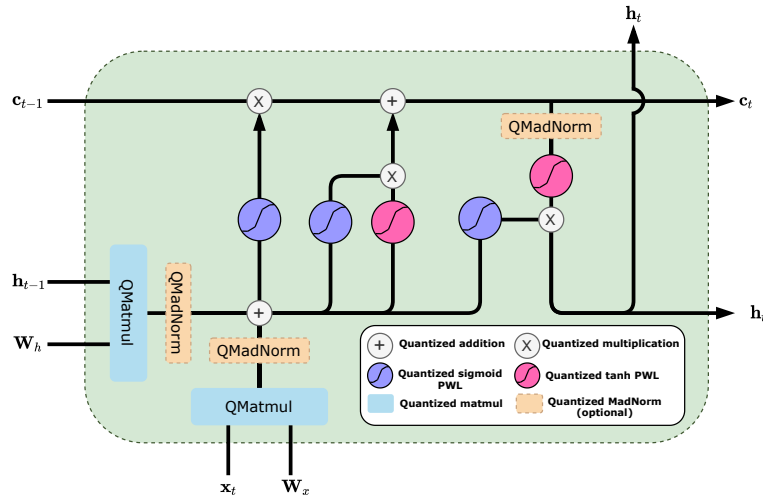 h_t
c_{t-1}
X
+
c_t
QMadNorm
X
X
h_{t-1}
QMatmul
QMadNorm
W_h
+
QMadNorm
QMatmul
x_t
W_x
+ Quantized addition
X Quantized multiplication
Quantized sigmoid
PWL
Quantized tanh PWL
Quantized matmul
Quantized MadNorm
(optional)